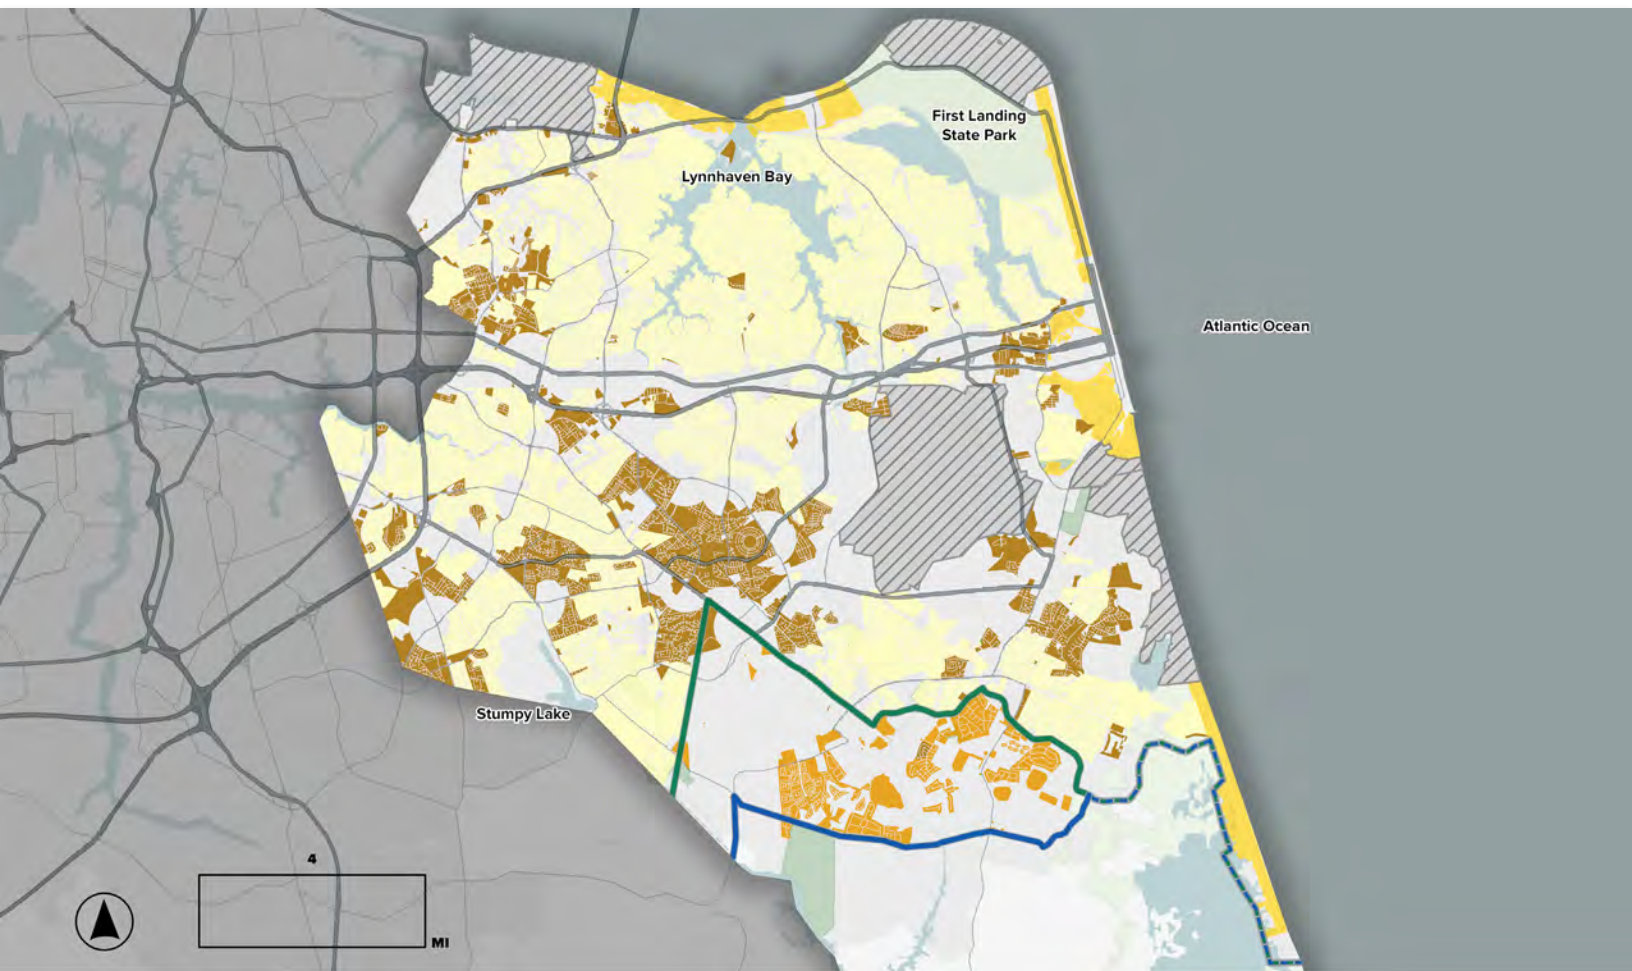 First Landing
State Park
Lynnhaven Bay
Atlantic Ocean
Stumpy Lake
4
MI